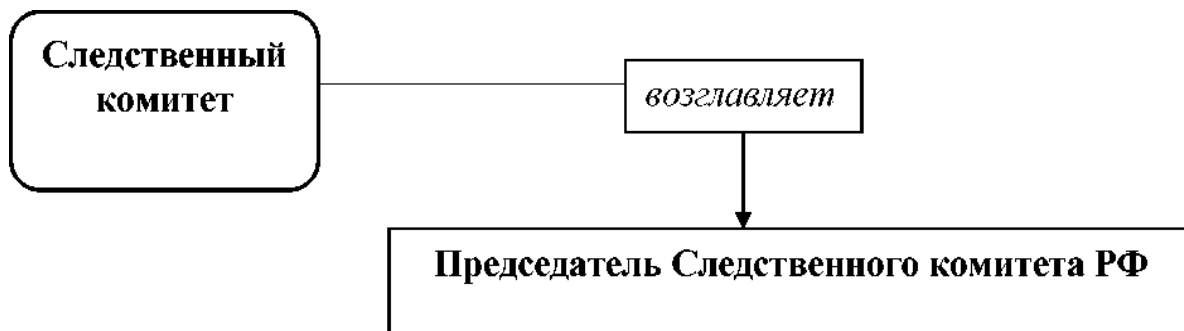 Следственный
комитет
возглавляет
Председатель Следственного комитета РФ